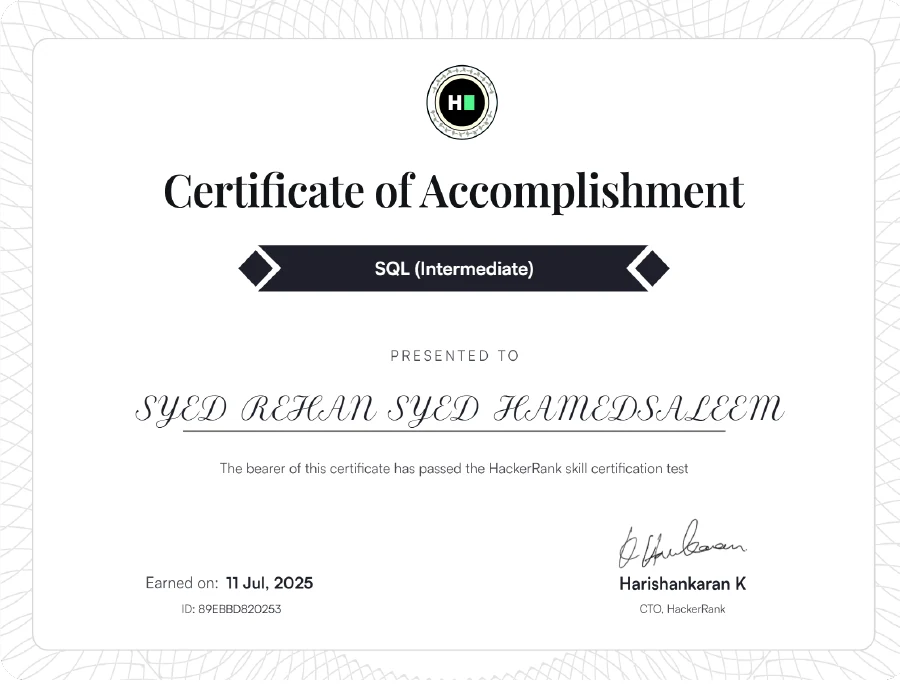 H
Certificate of Accomplishment
SQL (Intermediate)
PRESENTED TO
SYED REHAN SYED HAMEDSALEEM
The bearer of this certificate has passed the HackerRank skill certification test
Earned on: 11 Jul, 2025
ID: 89EBBD820253
Harishankaran K
CTO, HackerRank